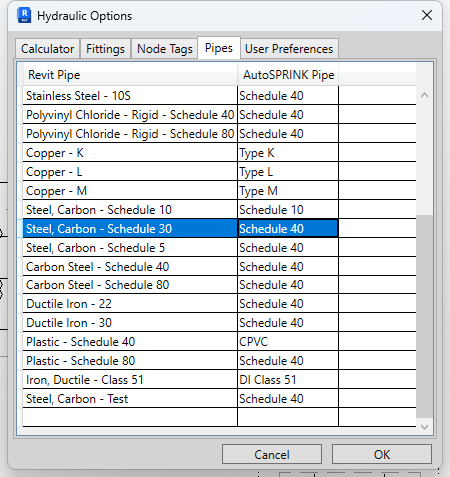 Hydraulic Options
Calculator Fittings Node Tags Pipes User Preferences
Revit Pipe AutoSPRINK Pipe
Stainless Steel - 10S Schedule 40
Polyvinyl Chloride - Rigid - Schedule 40 Schedule 40
Polyvinyl Chloride - Rigid - Schedule 80 Schedule 40
Copper - K Type K
Copper - L Type L
Copper - M Type M
Steel, Carbon - Schedule 10 Schedule 10
Steel, Carbon - Schedule 30 Schedule 40
Steel, Carbon - Schedule 5 Schedule 40
Carbon Steel - Schedule 40 Schedule 40
Carbon Steel - Schedule 80 Schedule 40
Ductile Iron - 22 Schedule 40
Ductile Iron - 30 Schedule 40
Plastic - Schedule 40 CPVC
Plastic - Schedule 80 Schedule 40
Iron, Ductile - Class 51 DI Class 51
Steel, Carbon - Test Schedule 40
Cancel OK